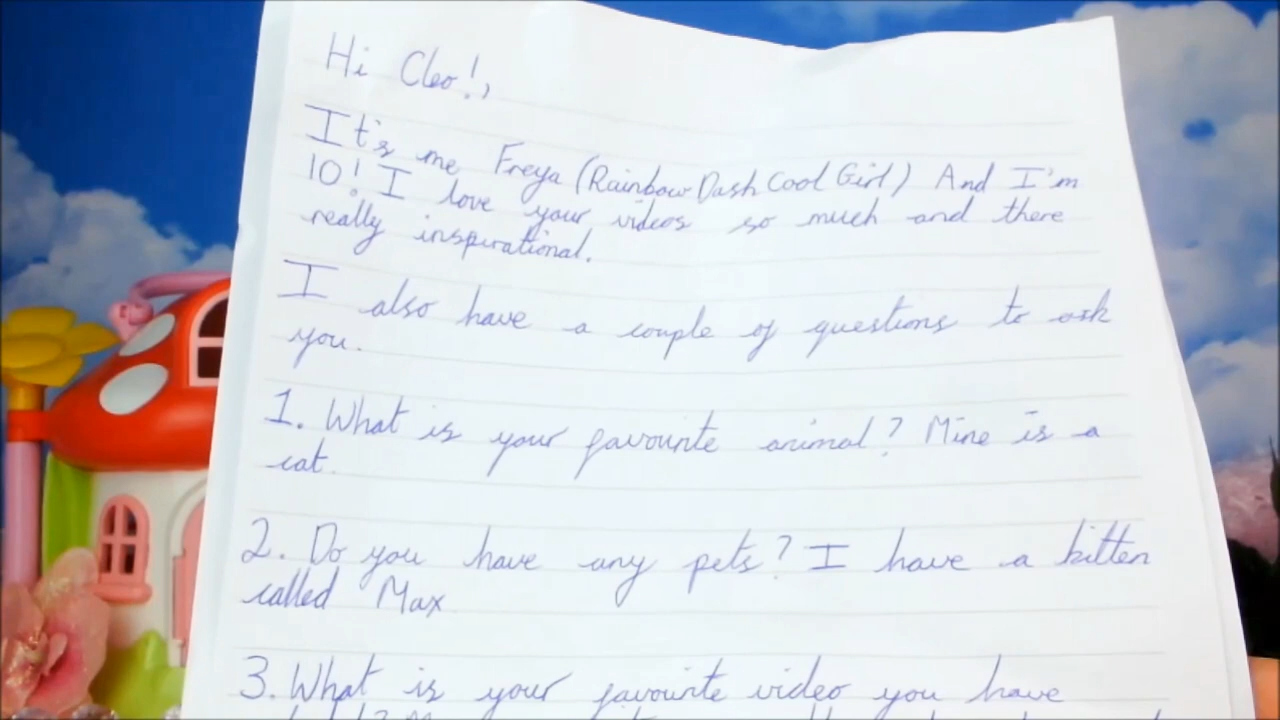 Hi Cleo!,
It's me Freya (Rainbow Dash Cool Girl) And I'm
10! I love your videos so much and there
really inspirational.
I also have a couple of questions to ask
you.
1. What is your favourite animal? Mine is a
cat.
2. Do you have any pets? I have a kitten
called Max
3. What is your favourite video you have